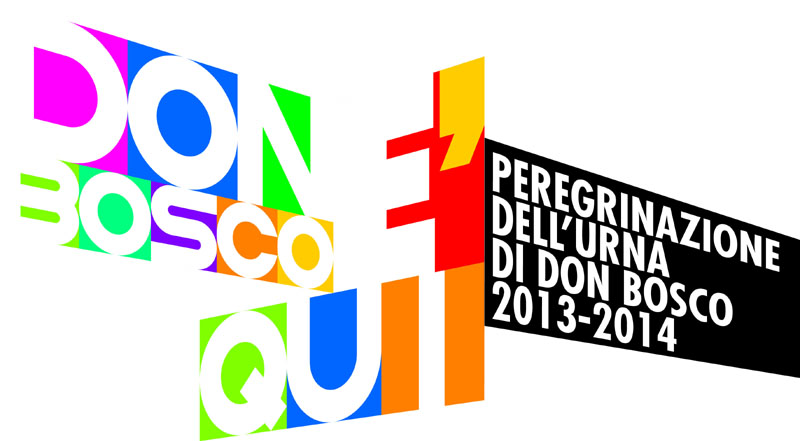 DON
BOSCO
E'
QUI
PEREGRINAZIONE
DELL'URNA
DI DON BOSCO
2013-2014